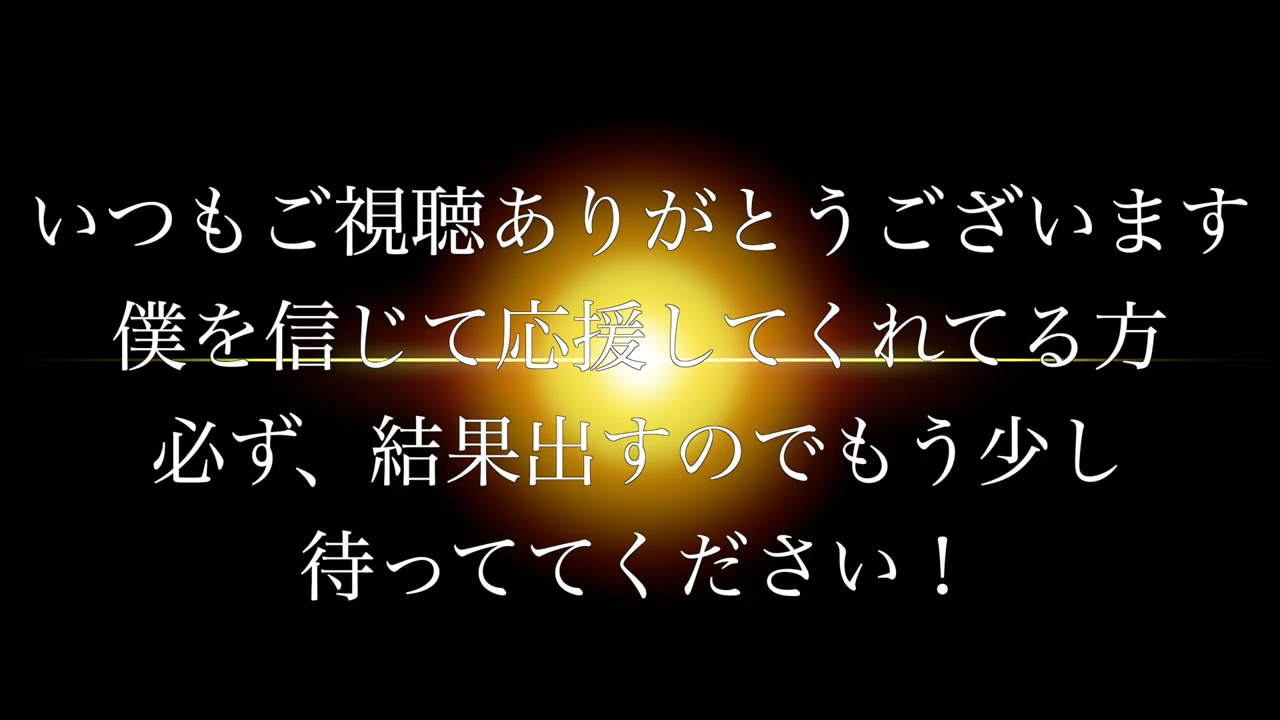 いつもご視聴ありがとうございます
僕を信じて応援してくれてる方
必ず、結果出すのでもう少し
待っててください！